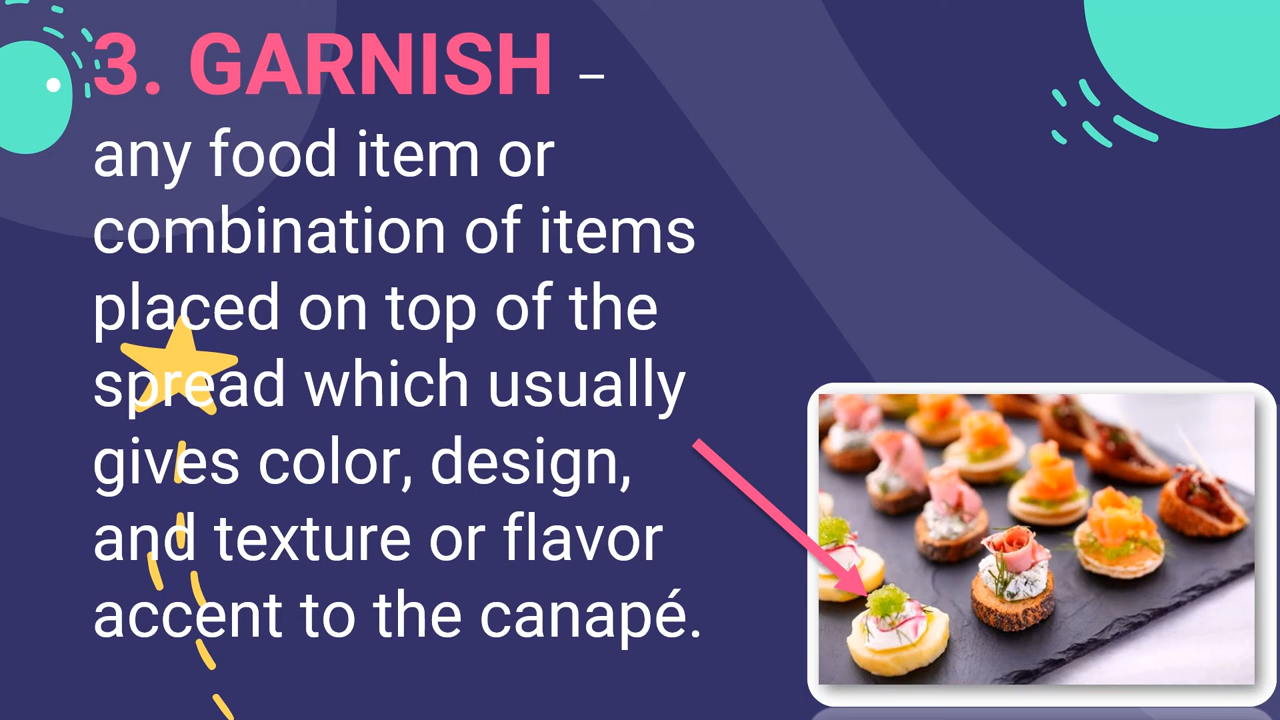 3. GARNISH –
any food item or
combination of items
placed on top of the
spread which usually
gives color, design,
and texture or flavor
accent to the canapé.